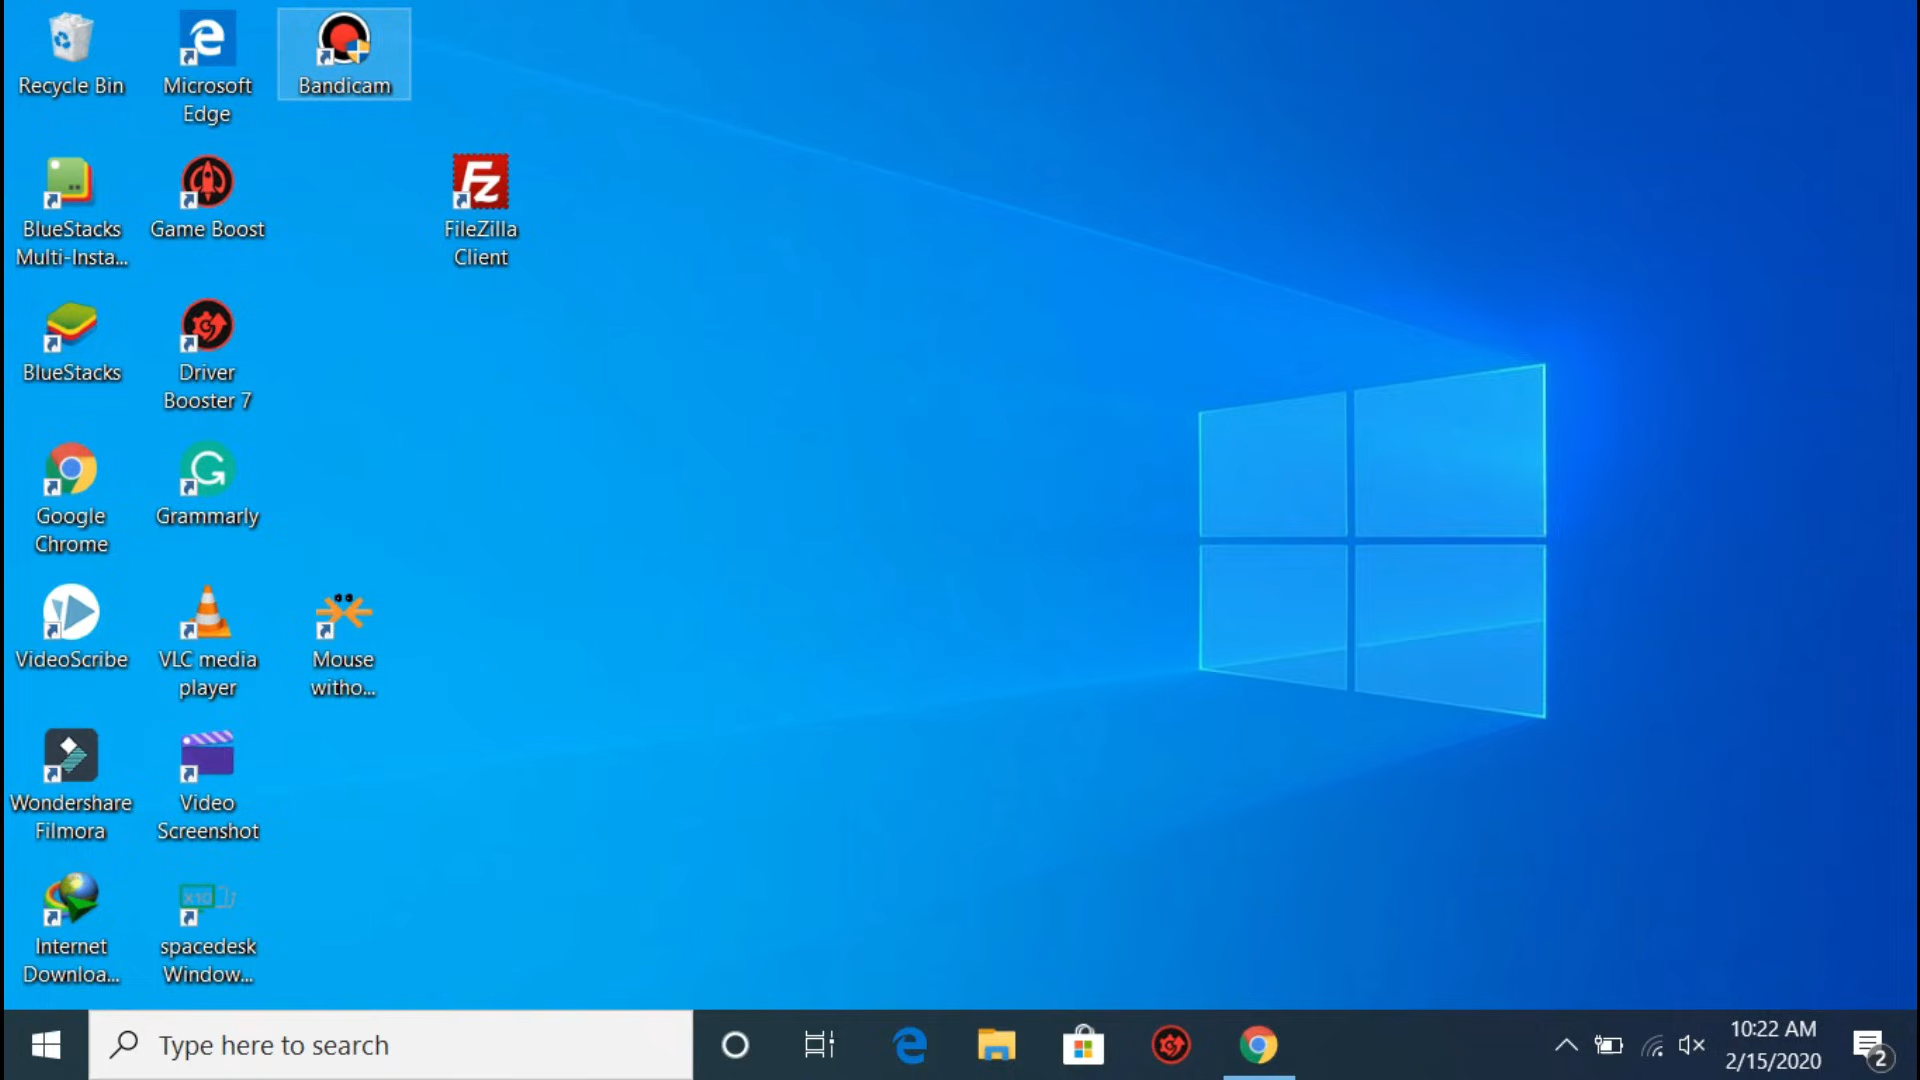 Recycle Bin
Microsoft
Edge
Bandicam
BlueStacks
Multi-Insta...
Game Boost
FileZilla
Client
BlueStacks
Driver
Booster 7
Google
Chrome
Grammarly
VideoScribe
VLC media
player
Mouse
witho...
Wondershare
Filmora
Video
Screenshot
Internet
Downloa...
spacedesk
Window...
Type here to search
10:22 AM
2/15/2020
2